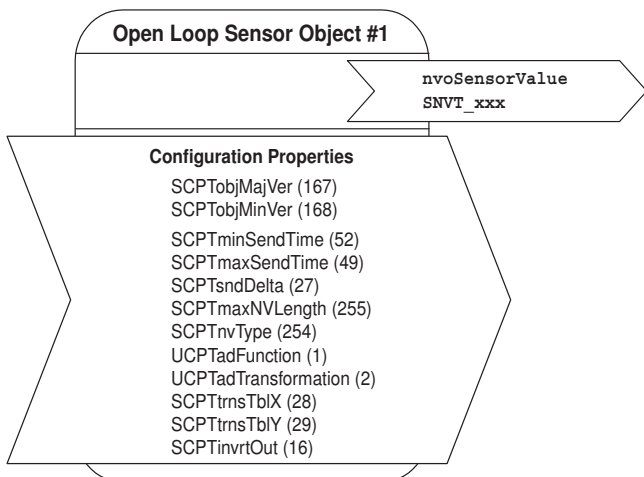 Open Loop Sensor Object #1
nvoSensorValue
SNVT_xxx
Configuration Properties
SCPTobjMajVer (167)
SCPTobjMinVer (168)
SCPTminSendTime (52)
SCPTmaxSendTime (49)
SCPTsndDelta (27)
SCPTmaxNVLength (255)
SCPTnvType (254)
UCPTadFunction (1)
UCPTadTransformation (2)
SCPTtrnsTblX (28)
SCPTtrnsTblY (29)
SCPTinvrtOut (16)